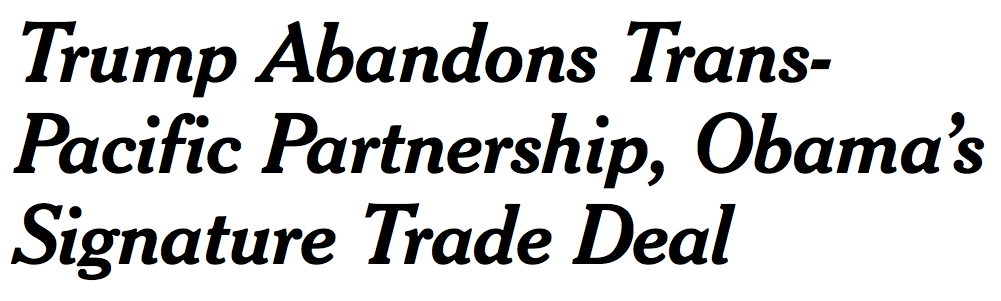 Trump Abandons Trans-
Pacific Partnership, Obama’s
Signature Trade Deal